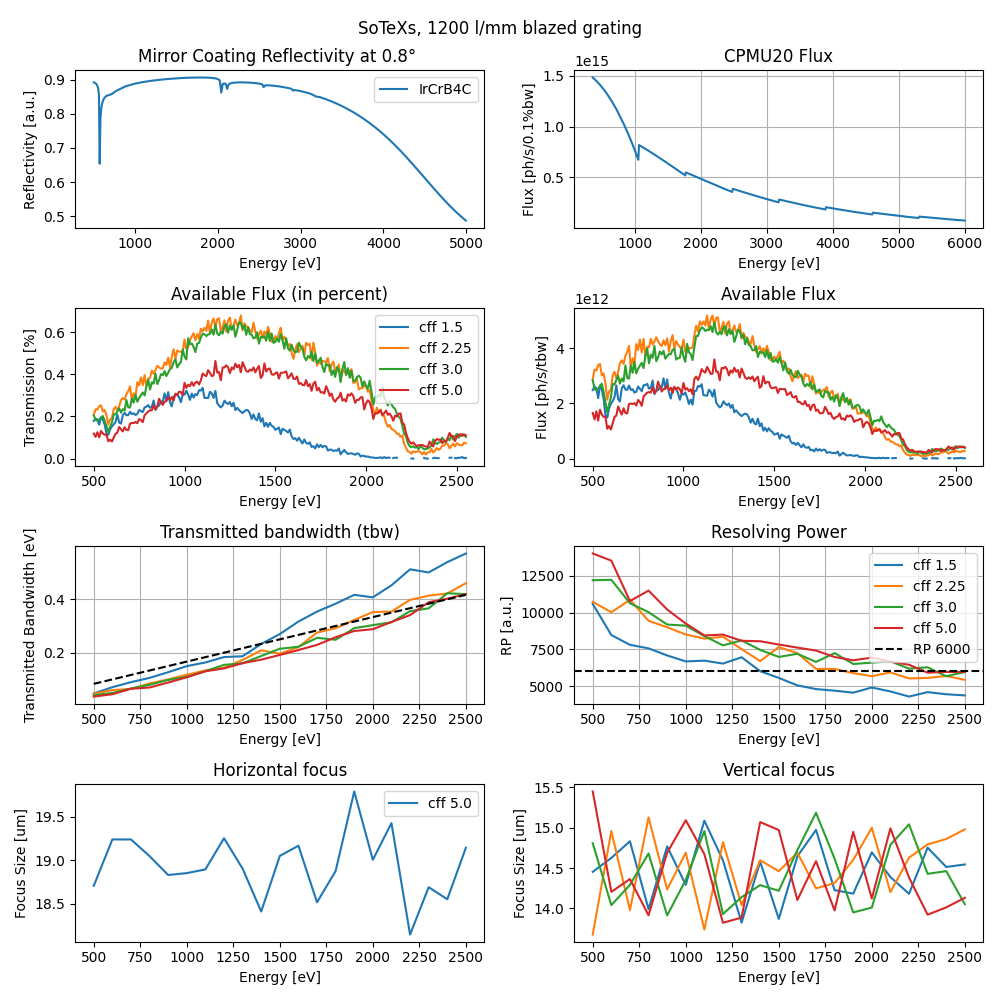 SoTeXs, 1200 l/mm blazed grating
Mirror Coating Reflectivity at 0.8°
Reflectivity [a.u.]
0.9
0.8
0.7
0.6
0.5
IrCrB4C
1000 2000 3000 4000 5000
Energy [eV]
CPMU20 Flux
1e15
Flux [ph/s/0.1%bw]
1.5
1.0
0.5
1000 2000 3000 4000 5000 6000
Energy [eV]
Available Flux (in percent)
Transmission [%]
0.6
0.4
0.2
0.0
cff 1.5
cff 2.25
cff 3.0
cff 5.0
500 1000 1500 2000 2500
Energy [eV]
Available Flux
1e12
Flux [ph/s/tbw]
4
2
0
500 1000 1500 2000 2500
Energy [eV]
Transmitted bandwidth (tbw)
Transmitted Bandwidth [eV]
0.4
0.2
500 750 1000 1250 1500 1750 2000 2250 2500
Energy [eV]
Resolving Power
RP [a.u.]
12500
10000
7500
5000
cff 1.5
cff 2.25
cff 3.0
cff 5.0
RP 6000
500 750 1000 1250 1500 1750 2000 2250 2500
Energy [eV]
Horizontal focus
Focus Size [um]
19.5
19.0
18.5
cff 5.0
500 750 1000 1250 1500 1750 2000 2250 2500
Energy [eV]
Vertical focus
Focus Size [um]
15.5
15.0
14.5
14.0
500 750 1000 1250 1500 1750 2000 2250 2500
Energy [eV]